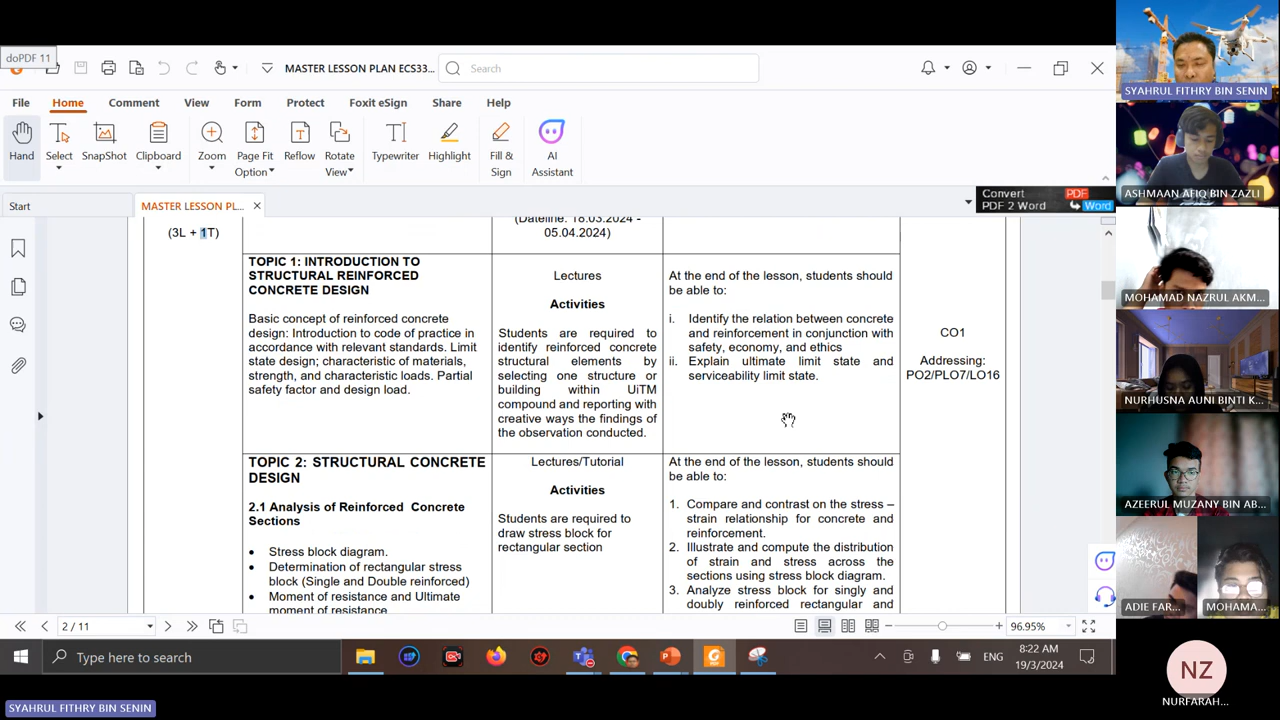 doPDF 11
MASTER LESSON PLAN ECS33...
Search
File
Home
Comment
View
Form
Protect
Foxit eSign
Share
Help
Hand
Select
SnapShot
Clipboard
Zoom
Page Fit
Option
Reflow
Rotate
View
Typewriter
Highlight
Fill &
Sign
AI
Assistant
Start
MASTER LESSON PL...
Convert
PDF 2 Word
PDF
Word
(3L + 1T)
(Dateline: 18.03.2024 -
05.04.2024)
TOPIC 1: INTRODUCTION TO
STRUCTURAL REINFORCED
CONCRETE DESIGN
Basic concept of reinforced concrete
design: Introduction to code of practice in
accordance with relevant standards. Limit
state design; characteristic of materials,
strength, and characteristic loads. Partial
safety factor and design load.
Lectures
Activities
Students are required to
identify reinforced concrete
structural elements by
selecting one structure or
building within UiTM
compound and reporting with
creative ways the findings of
the observation conducted.
At the end of the lesson, students should
be able to:
i. Identify the relation between concrete
and reinforcement in conjunction with
safety, economy, and ethics
ii. Explain ultimate limit state and
serviceability limit state.
CO1
Addressing:
PO2/PLO7/LO16
TOPIC 2: STRUCTURAL CONCRETE
DESIGN
2.1 Analysis of Reinforced Concrete
Sections
• Stress block diagram.
• Determination of rectangular stress
block (Single and Double reinforced)
• Moment of resistance and Ultimate
moment of resistance
Lectures/Tutorial
Activities
Students are required to
draw stress block for
rectangular section
At the end of the lesson, students should
be able to:
1. Compare and contrast on the stress –
strain relationship for concrete and
reinforcement.
2. Illustrate and compute the distribution
of strain and stress across the
sections using stress block diagram.
3. Analyze stress block for singly and
doubly reinforced rectangular and
2 / 11
96.95%
Type here to search
ENG
8:22 AM
19/3/2024
SYAHRUL FITHRY BIN SENIN
SYAHRUL FITHRY BIN SENIN
ASHMAAN AFIQ BIN ZAZLI
MOHAMAD NAZRUL AKM...
NURHUSNA AUNI BINTI K...
AZEERUL MUZANY BIN AB...
ADIE FAR...
MOHAMA...
NZ
NURFARAH...